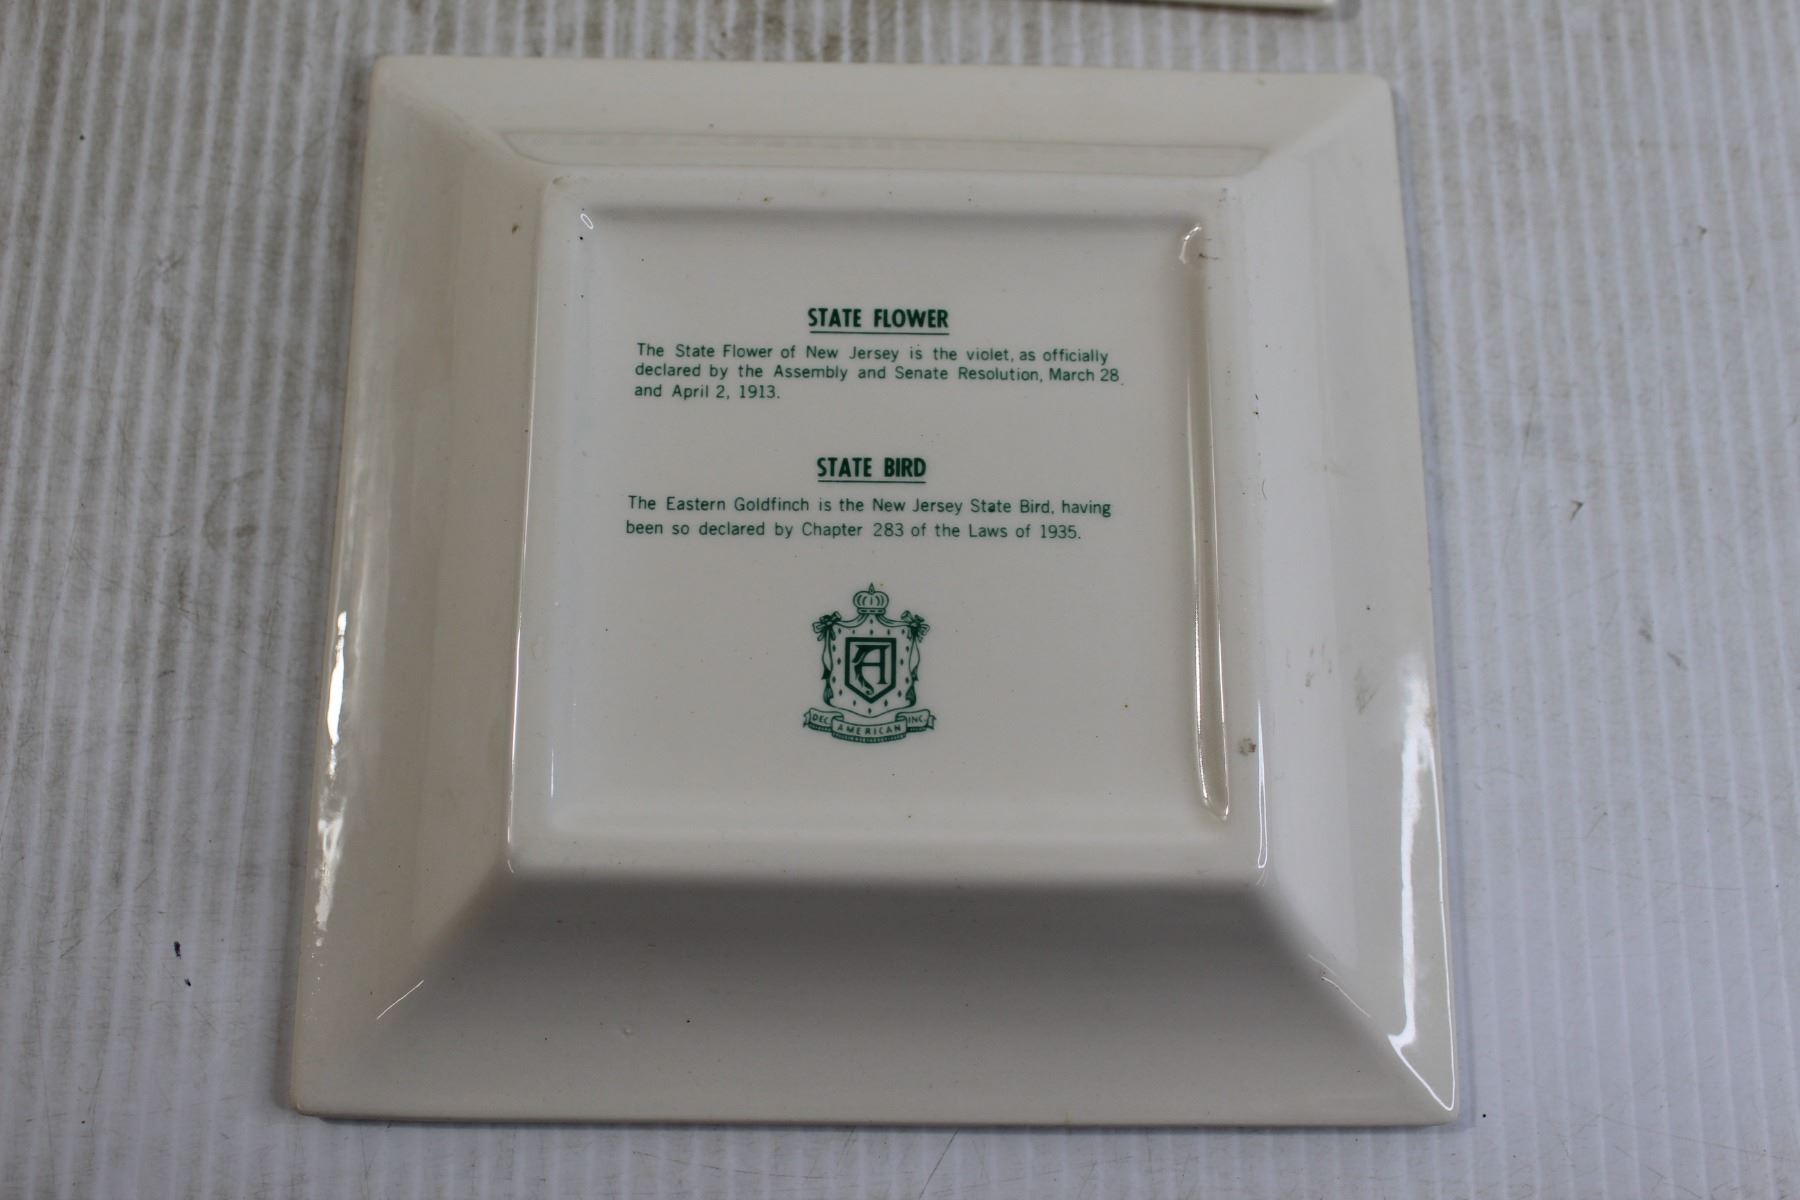 STATE FLOWER
The State Flower of New Jersey is the violet, as officially
declared by the Assembly and Senate Resolution, March 28
and April 2, 1913.
STATE BIRD
The Eastern Goldfinch is the New Jersey State Bird, having
been so declared by Chapter 283 of the Laws of 1935.
A
DEC. AMERICAN INC.